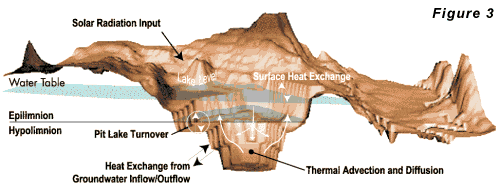 Figure 3
Solar Radiation Input
Water Table
Lake Level
Surface Heat Exchange
Epilimnion
Hypolimnion
Pit Lake Turnover
Heat Exchange from
Groundwater Inflow/Outflow
Thermal Advection and Diffusion